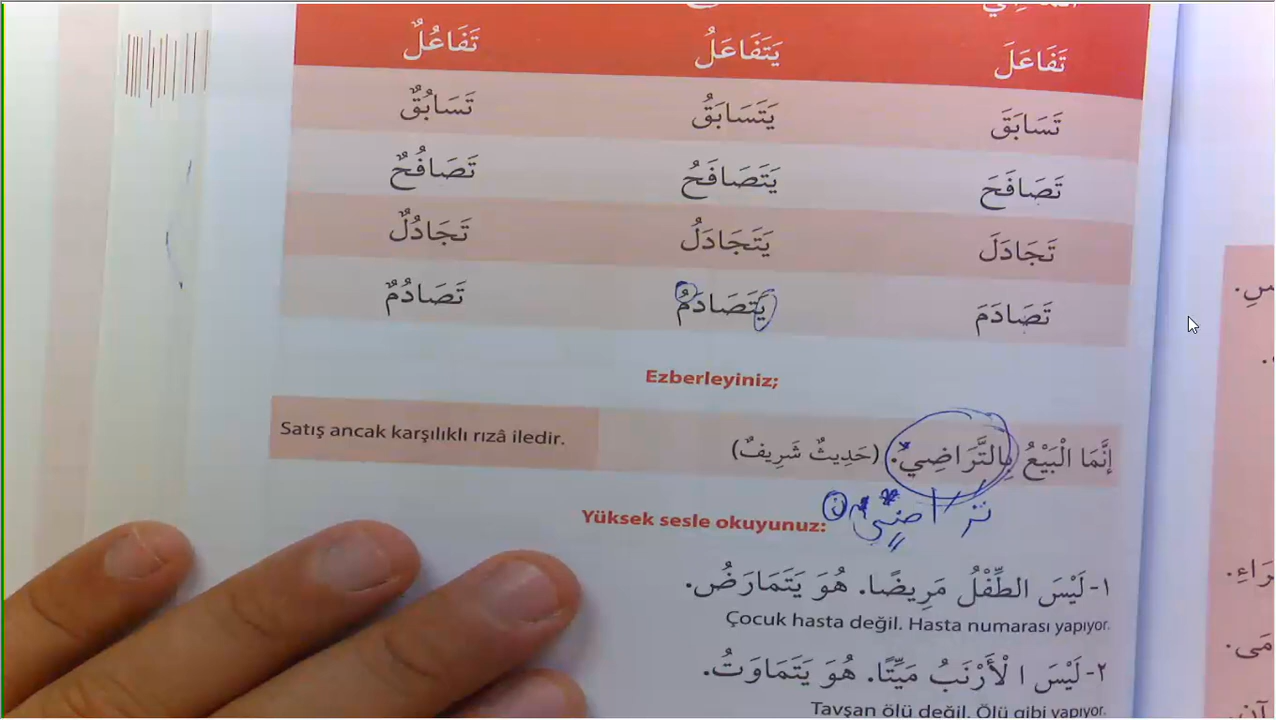 تَفَاعَلَ يَتَفَاعَلُ تَفَاعُلٌ
تَسَابَقَ يَتَسَابَقُ تَسَابُقٌ
تَصَافَحَ يَتَصَافَحُ تَصَافُحٌ
تَجَادَلَ يَتَجَادَلُ تَجَادُلٌ
تَصَادَمَ يَتَصَادَمُ تَصَادُمٌ
Ezberleyiniz;
إنَّمَا الْبَيْعُ بِالتَّرَاضِي. (حَدِيثٌ شَرِيفٌ) Satış ancak karşılıklı rızâ iledir.
Yüksek sesle okuyunuz:
١- لَيْسَ الطِّفْلُ مَرِيضًا. هُوَ يَتَمَارَضُ.
Çocuk hasta değil. Hasta numarası yapıyor.
٢- لَيْسَ ا لْأَرْنَبُ مَيِّتًا. هُوَ يَتَمَاوَتُ.
Tavşan ölü değil. Ölü gibi yapıyor.